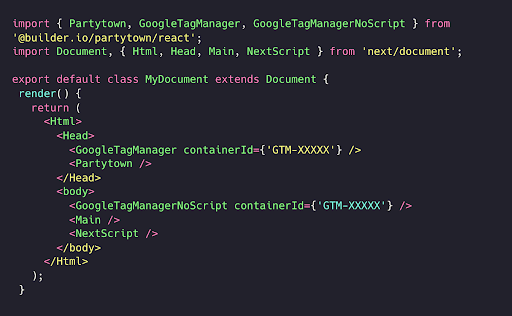 import { Partytown, GoogleTagManager, GoogleTagManagerNoScript } from
'@builder.io/partytown/react';
import Document, { Html, Head, Main, NextScript } from 'next/document';

export default class MyDocument extends Document {
 render() {
   return (
     <Html>
       <Head>
         <GoogleTagManager containerId={'GTM-XXXXX'} />
         <Partytown />
       </Head>
       <body>
         <GoogleTagManagerNoScript containerId={'GTM-XXXXX'} />
         <Main />
         <NextScript />
       </body>
     </Html>
   );
 }